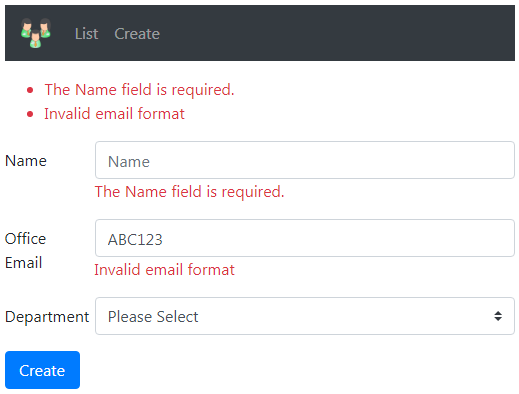 List Create
The Name field is required.
Invalid email format
Name Name
The Name field is required.
Office
Email ABC123
Invalid email format
Department Please Select
Create